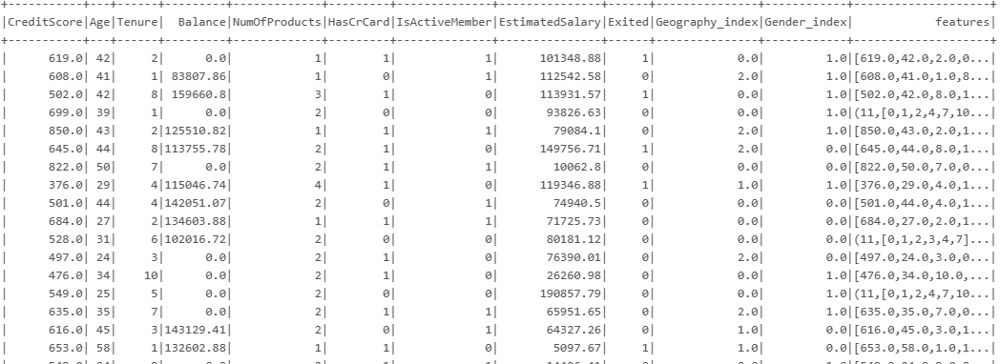 |CreditScore|Age|Tenure|  Balance|NumOfProducts|HasCrCard|IsActiveMember|EstimatedSalary|Exited|Geography_index|Gender_index|            features|
|      619.0| 42|     2|      0.0|            1|        1|             1|      101348.88|     1|            0.0|         1.0|[619.0,42.0,2.0,0...|
|      608.0| 41|     1| 83807.86|            1|        0|             1|      112542.58|     0|            2.0|         1.0|[608.0,41.0,1.0,8...|
|      502.0| 42|     8| 159660.8|            3|        1|             0|      113931.57|     1|            0.0|         1.0|[502.0,42.0,8.0,1...|
|      699.0| 39|     1|      0.0|            2|        0|             0|       93826.63|     0|            0.0|         1.0|(11,[0,1,2,4,7,10...|
|      850.0| 43|     2|125510.82|            1|        1|             1|        79084.1|     0|            2.0|         1.0|[850.0,43.0,2.0,1...|
|      645.0| 44|     8|113755.78|            2|        1|             0|      149756.71|     1|            2.0|         0.0|[645.0,44.0,8.0,1...|
|      822.0| 50|     7|      0.0|            2|        1|             1|        10062.8|     0|            0.0|         0.0|[822.0,50.0,7.0,0...|
|      376.0| 29|     4|115046.74|            4|        1|             0|      119346.88|     1|            1.0|         1.0|[376.0,29.0,4.0,1...|
|      501.0| 44|     4|142051.07|            2|        0|             1|        74940.5|     0|            0.0|         0.0|[501.0,44.0,4.0,1...|
|      684.0| 27|     2|134603.88|            1|        1|             1|       71725.73|     0|            0.0|         0.0|[684.0,27.0,2.0,1...|
|      528.0| 31|     6|102016.72|            2|        0|             0|       80181.12|     0|            0.0|         0.0|(11,[0,1,2,3,4,7]...|
|      497.0| 24|     3|      0.0|            2|        1|             0|       76390.01|     0|            2.0|         0.0|[497.0,24.0,3.0,0...|
|      476.0| 34|    10|      0.0|            2|        1|             0|       26260.98|     0|            0.0|         1.0|[476.0,34.0,10.0,...|
|      549.0| 25|     5|      0.0|            2|        0|             0|      190857.79|     0|            0.0|         1.0|(11,[0,1,2,4,7,10...|
|      635.0| 35|     7|      0.0|            2|        1|             1|       65951.65|     0|            2.0|         1.0|[635.0,35.0,7.0,0...|
|      616.0| 45|     3|143129.41|            2|        0|             1|       64327.26|     0|            1.0|         0.0|[616.0,45.0,3.0,1...|
|      653.0| 58|     1|132602.88|            1|        1|             0|        5097.67|     1|            1.0|         0.0|[653.0,58.0,1.0,1...|